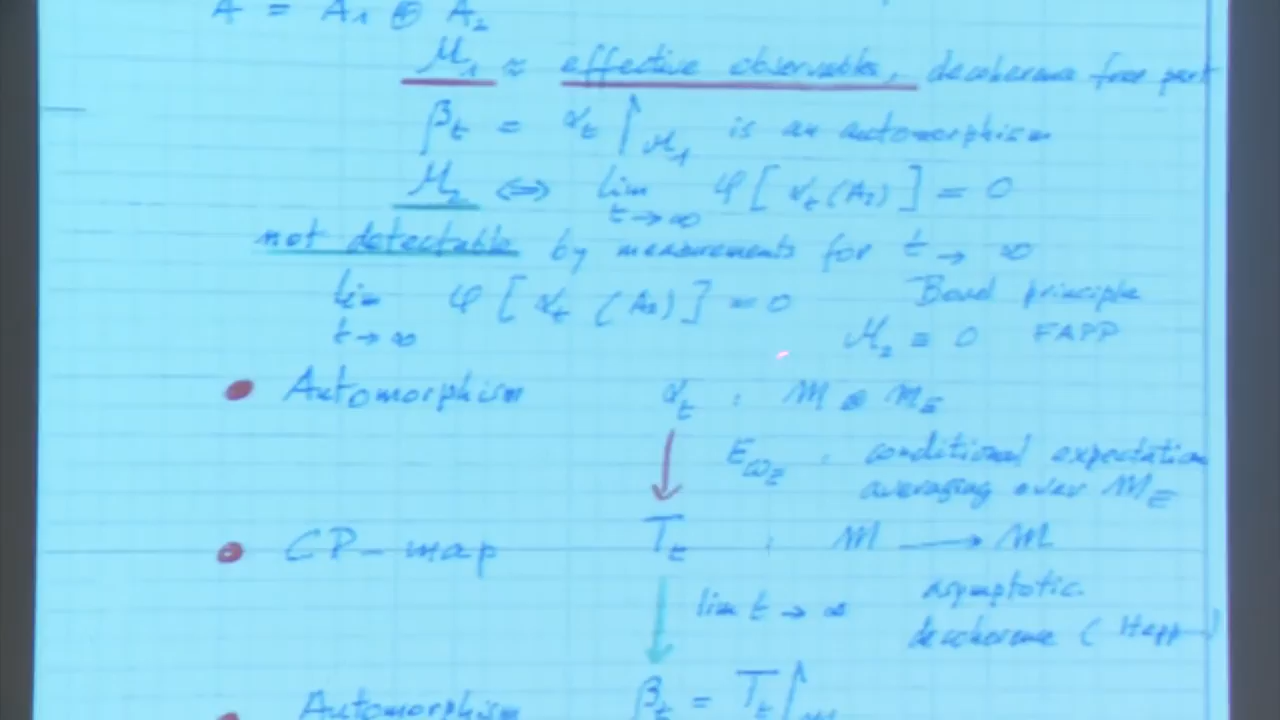 A = A₁ ⊕ A₂
M₁ ≈ effective observables, decoherence free part
βₜ = αₜ ↾ M₁ is an automorphism
M₂ ⇔ lim t→∞ φ[αₜ(A₂)] = 0
not detectable by measurements for t → ∞
lim t→∞ φ[αₜ(A₂)] = 0 principle
M₂ ≡ 0 FAPP
• Automorphism αₜ : M ⊗ M_E
E_ω_E : conditional expectation
averaging over M_E
• CP-map Tₜ : M → M
lim t → ∞ asymptotic
decoherence (
Automorphism βₜ = Tₜ↾